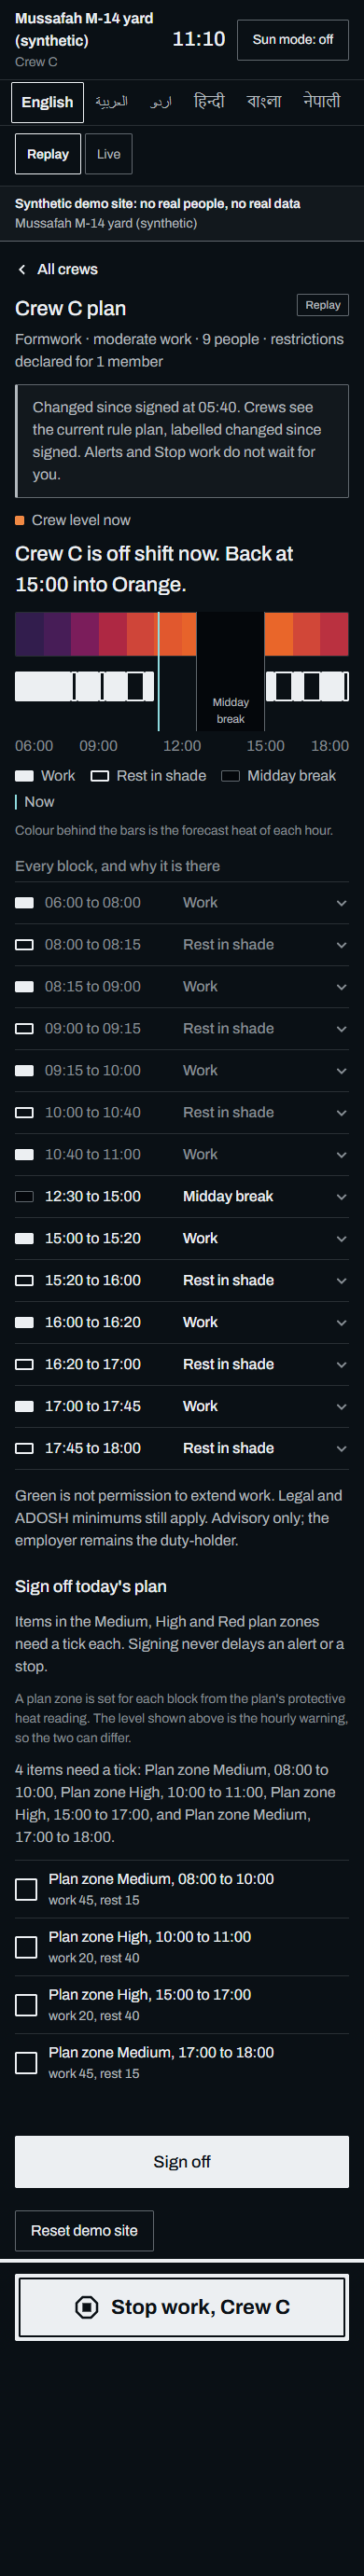 Mussafah M-14 yard
(synthetic)
Crew C
11:10
Sun mode: off
English
العربية
اردو
हिन्दी
বাংলা
नेपाली
Replay
Live
Synthetic demo site: no real people, no real data
Mussafah M-14 yard (synthetic)
All crews
Crew C plan
Replay
Formwork · moderate work · 9 people · restrictions
declared for 1 member
Changed since signed at 05:40. Crews see
the current rule plan, labelled changed since
signed. Alerts and Stop work do not wait for
you.
Crew level now
Crew C is off shift now. Back at
15:00 into Orange.
Midday
break
06:00 09:00 12:00 15:00 18:00
Work Rest in shade Midday break
Now
Colour behind the bars is the forecast heat of each hour.
Every block, and why it is there
06:00 to 08:00 Work
08:00 to 08:15 Rest in shade
08:15 to 09:00 Work
09:00 to 09:15 Rest in shade
09:15 to 10:00 Work
10:00 to 10:40 Rest in shade
10:40 to 11:00 Work
12:30 to 15:00 Midday break
15:00 to 15:20 Work
15:20 to 16:00 Rest in shade
16:00 to 16:20 Work
16:20 to 17:00 Rest in shade
17:00 to 17:45 Work
17:45 to 18:00 Rest in shade
Green is not permission to extend work. Legal and
ADOSH minimums still apply. Advisory only; the
employer remains the duty-holder.
Sign off today's plan
Items in the Medium, High and Red plan zones
need a tick each. Signing never delays an alert or a
stop.
A plan zone is set for each block from the plan's protective
heat reading. The level shown above is the hourly warning,
so the two can differ.
4 items need a tick: Plan zone Medium, 08:00 to
10:00, Plan zone High, 10:00 to 11:00, Plan zone
High, 15:00 to 17:00, and Plan zone Medium,
17:00 to 18:00.
Plan zone Medium, 08:00 to 10:00
work 45, rest 15
Plan zone High, 10:00 to 11:00
work 20, rest 40
Plan zone High, 15:00 to 17:00
work 20, rest 40
Plan zone Medium, 17:00 to 18:00
work 45, rest 15
Sign off
Reset demo site
Stop work, Crew C